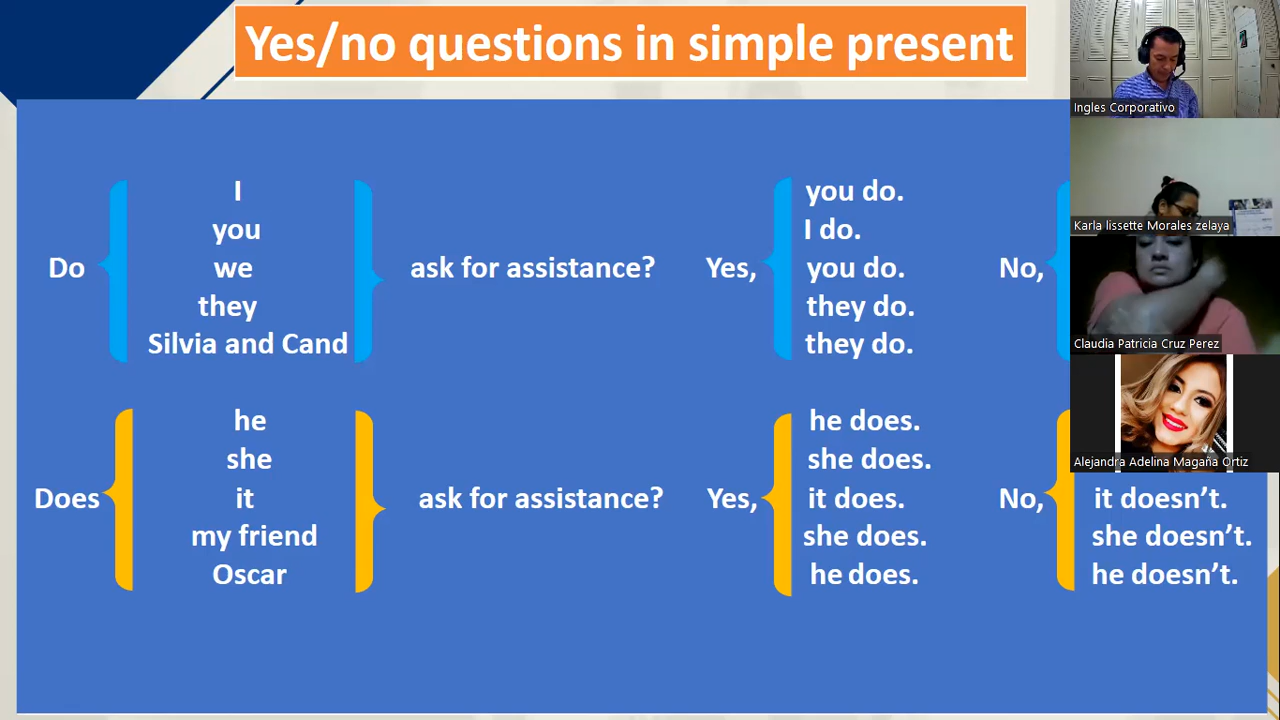 Yes/no questions in simple present
Do
I
you
we
they
Silvia and Cand
ask for assistance?
Yes,
you do.
I do.
you do.
they do.
they do.
No,
Does
he
she
it
my friend
Oscar
ask for assistance?
Yes,
he does.
she does.
it does.
she does.
he does.
No,
it doesn’t.
she doesn’t.
he doesn’t.
Ingles Corporativo
Karla lissette Morales zelaya
Claudia Patricia Cruz Perez
Alejandra Adelina Magaña Ortiz